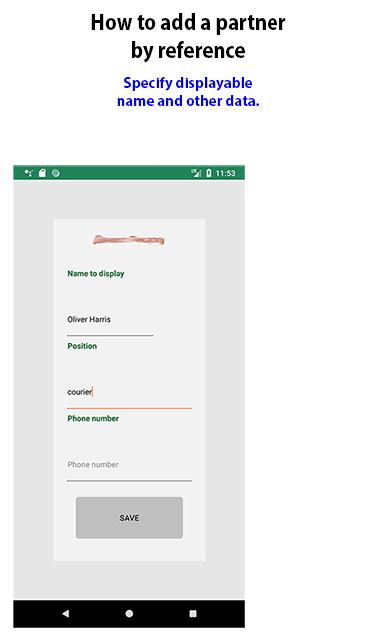 How to add a partner
by reference
Specify displayable
name and other data.
11:53
Name to display
Oliver Harris
Position
courier
Phone number
Phone number
SAVE